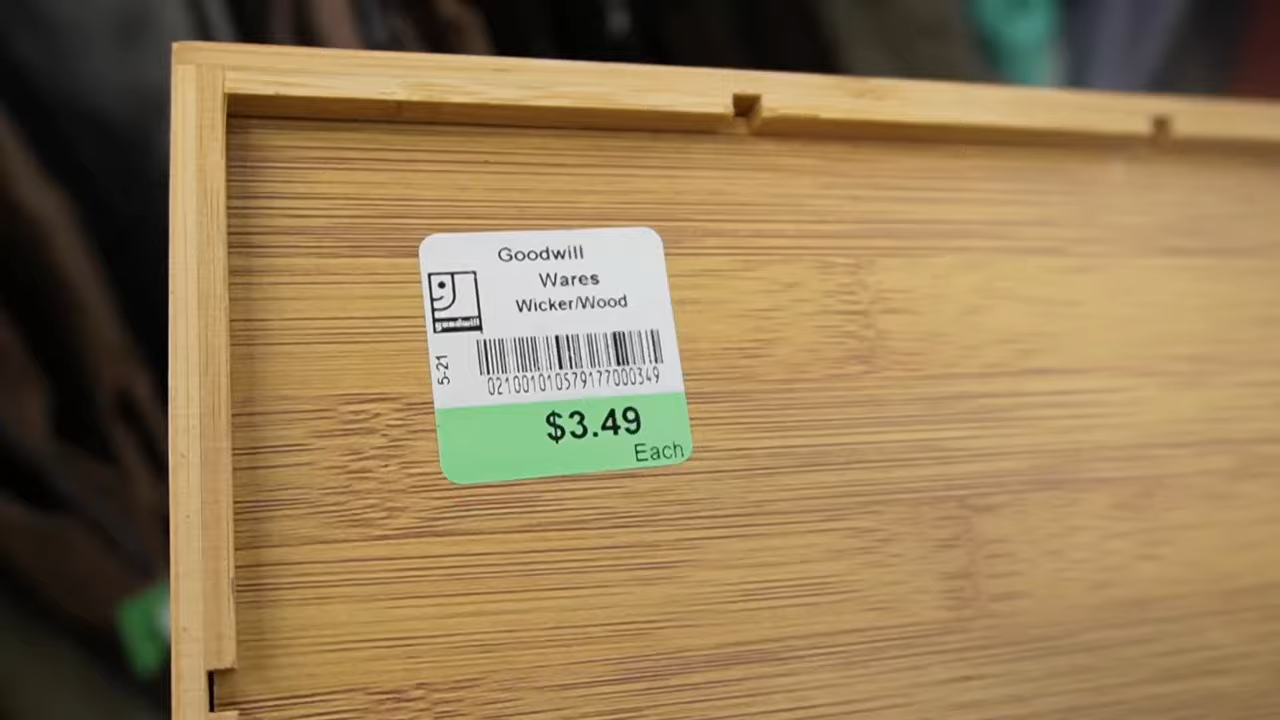 Goodwill
Wares
Wicker/Wood
goodwill
5-21
021001010579177000349
$3.49
Each